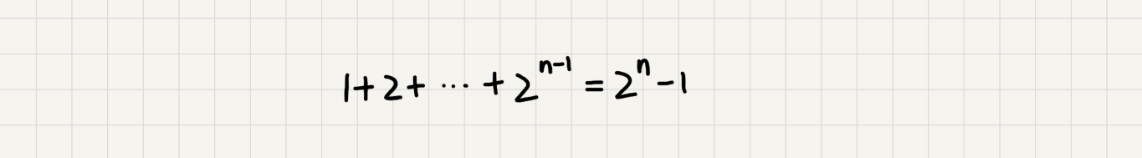 1+2+ ⋯ +2^{n-1} = 2^n - 1